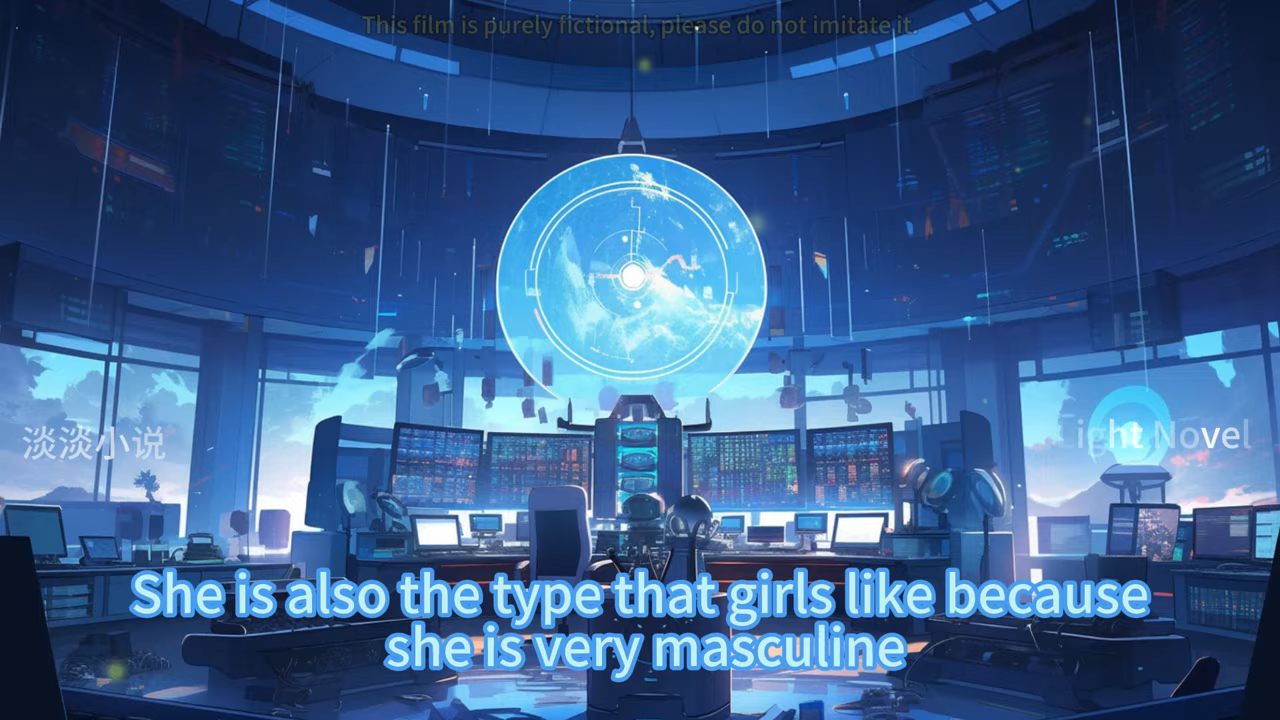 This film is purely fictional, please do not imitate it.
淡淡小说
ight Novel
She is also the type that girls like because
she is very masculine